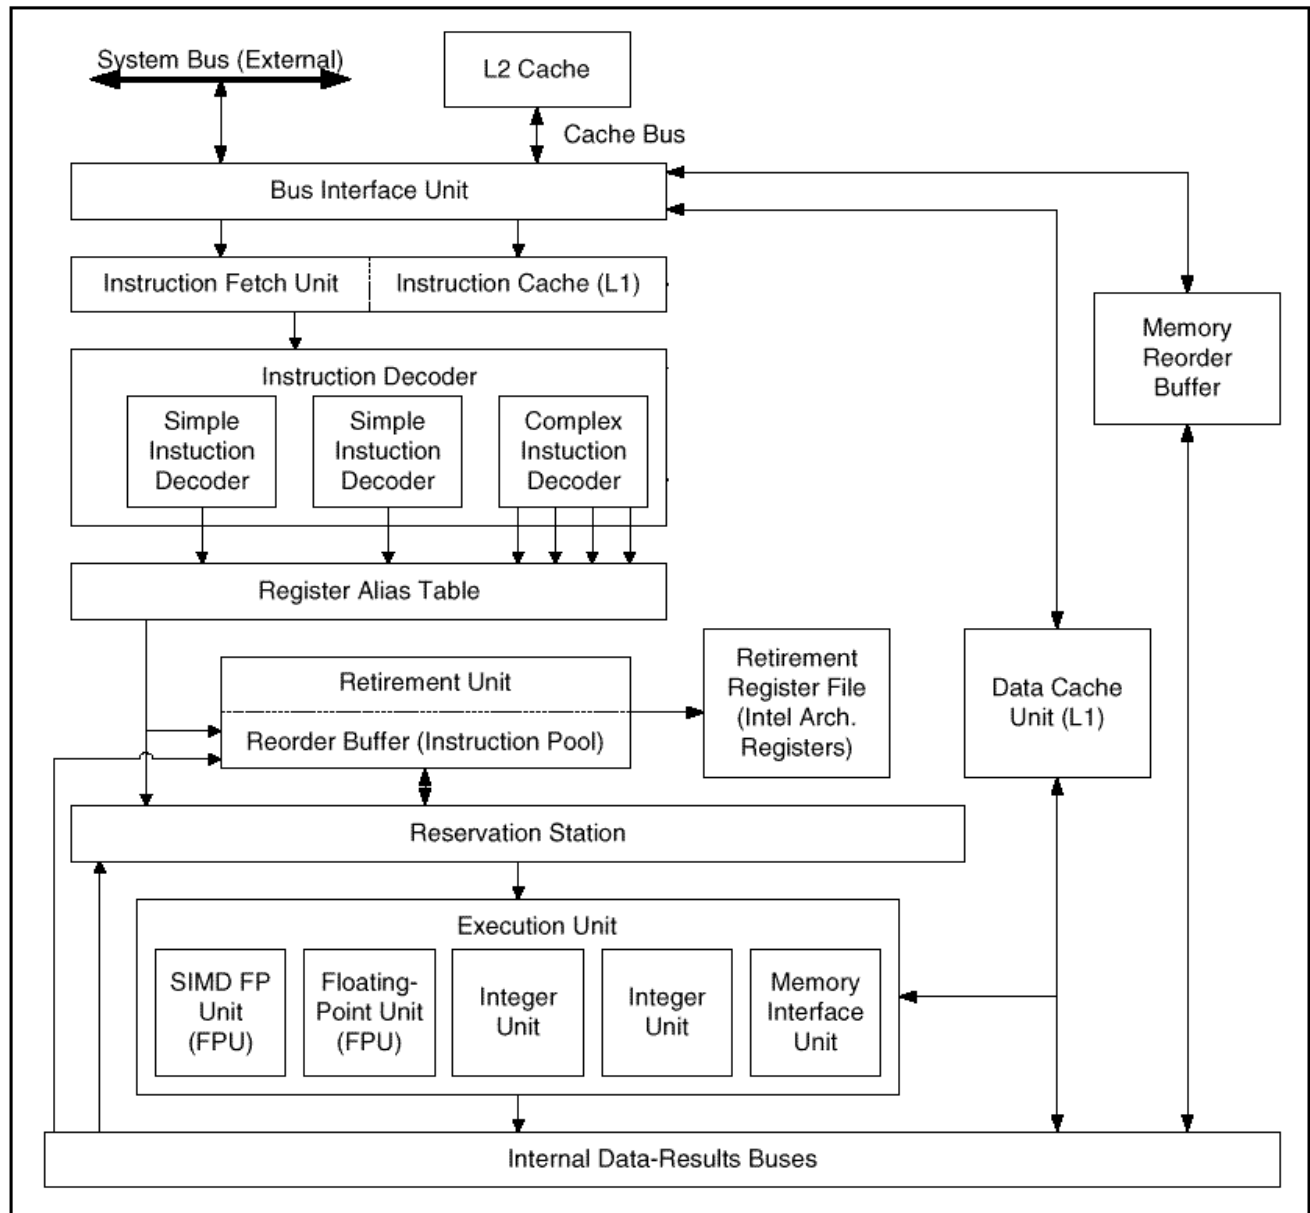 System Bus (External)
L2 Cache
Cache Bus
Bus Interface Unit
Instruction Fetch Unit
Instruction Cache (L1)
Memory
Reorder
Buffer
Instruction Decoder
Simple
Instuction
Decoder
Simple
Instuction
Decoder
Complex
Instuction
Decoder
Register Alias Table
Retirement Unit
Reorder Buffer (Instruction Pool)
Retirement
Register File
(Intel Arch.
Registers)
Data Cache
Unit (L1)
Reservation Station
Execution Unit
SIMD FP
Unit
(FPU)
Floating-
Point Unit
(FPU)
Integer
Unit
Integer
Unit
Memory
Interface
Unit
Internal Data-Results Buses